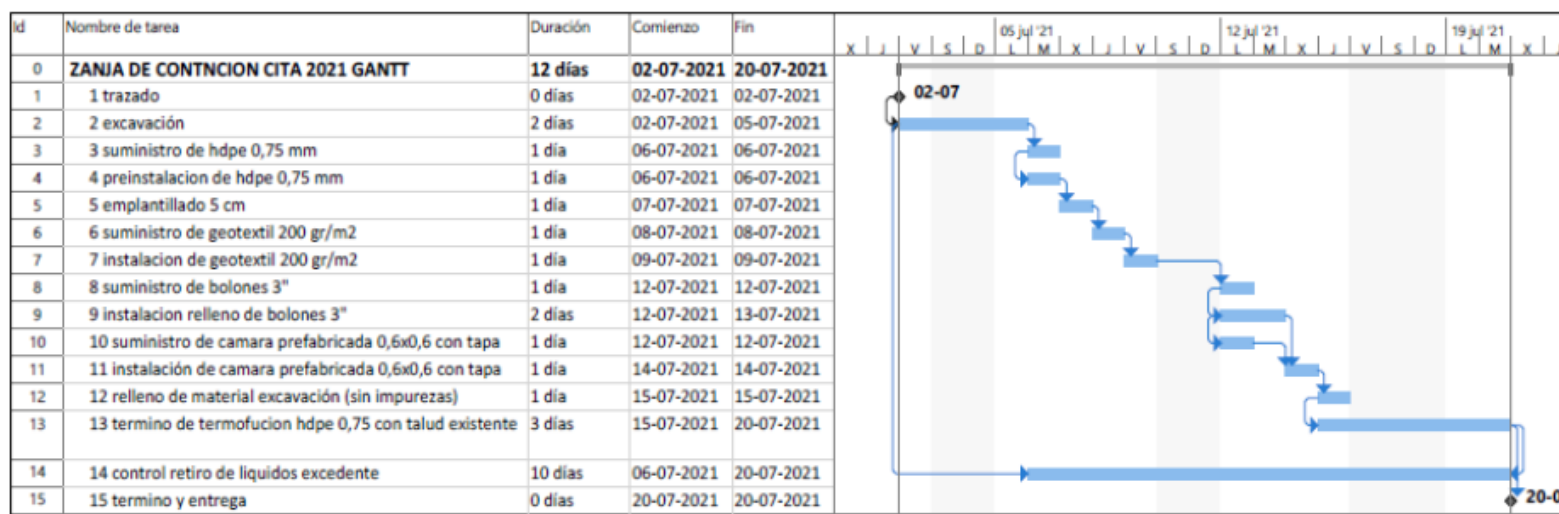 Id Nombre de tarea Duración Comienzo Fin
05 jul '21 12 jul '21 19 jul '21
X J V S D L M X J V S D L M X J V S D L M X
0 ZANJA DE CONTNCION CITA 2021 GANTT 12 días 02-07-2021 20-07-2021
1 1 trazado 0 días 02-07-2021 02-07-2021 02-07
2 2 excavación 2 días 02-07-2021 05-07-2021
3 3 suministro de hdpe 0,75 mm 1 día 06-07-2021 06-07-2021
4 4 preinstalacion de hdpe 0,75 mm 1 día 06-07-2021 06-07-2021
5 5 emplantillado 5 cm 1 día 07-07-2021 07-07-2021
6 6 suministro de geotextil 200 gr/m2 1 día 08-07-2021 08-07-2021
7 7 instalacion de geotextil 200 gr/m2 1 día 09-07-2021 09-07-2021
8 8 suministro de bolones 3" 1 día 12-07-2021 12-07-2021
9 9 instalacion relleno de bolones 3" 2 días 12-07-2021 13-07-2021
10 10 suministro de camara prefabricada 0,6x0,6 con tapa 1 día 12-07-2021 12-07-2021
11 11 instalación de camara prefabricada 0,6x0,6 con tapa 1 día 14-07-2021 14-07-2021
12 12 relleno de material excavación (sin impurezas) 1 día 15-07-2021 15-07-2021
13 13 termino de termofucion hdpe 0,75 con talud existente 3 días 15-07-2021 20-07-2021
14 14 control retiro de liquidos excedente 10 días 06-07-2021 20-07-2021
15 15 termino y entrega 0 días 20-07-2021 20-07-2021